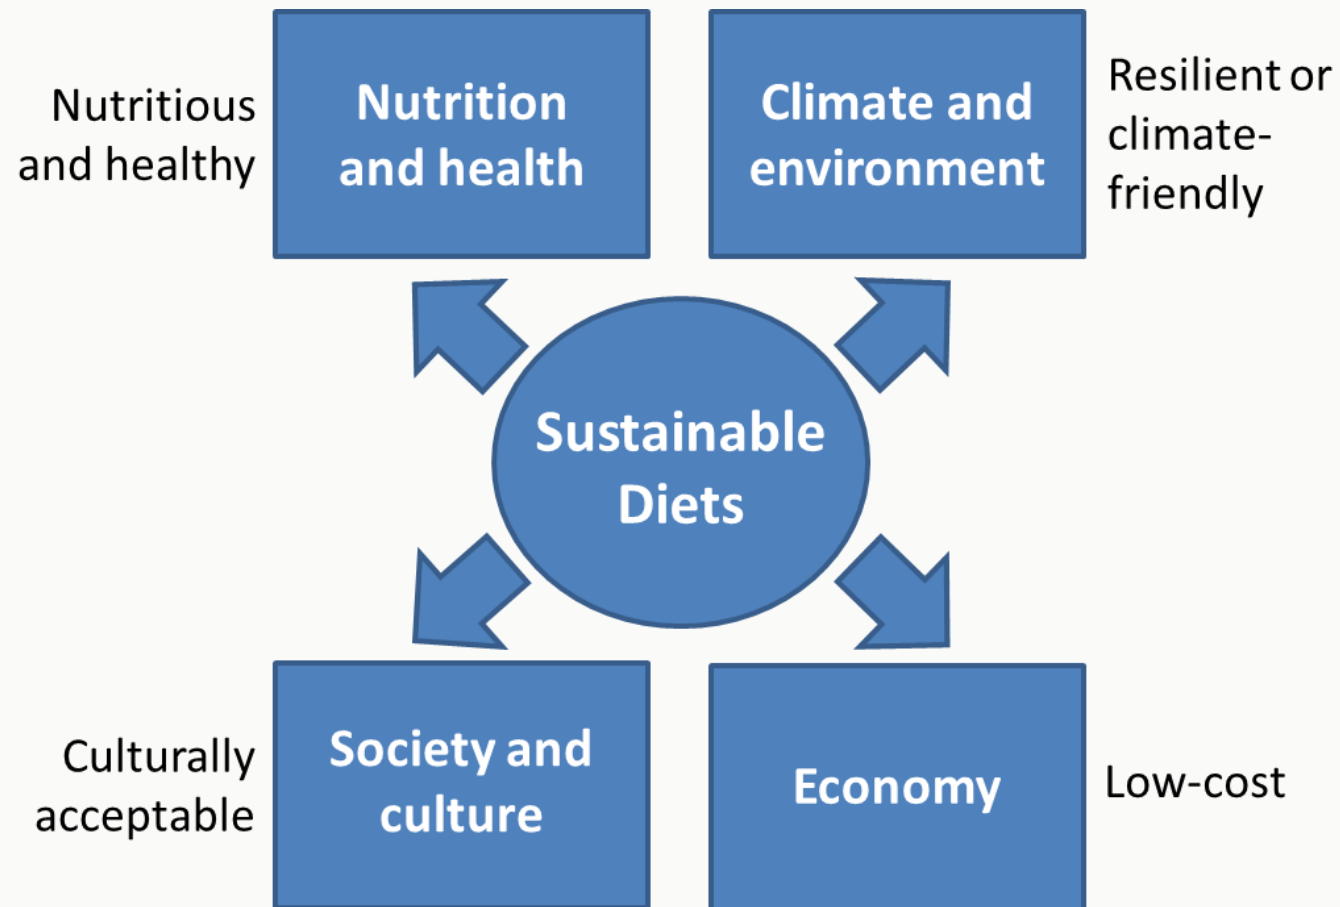 Nutritious
and healthy
Nutrition
and health
Climate and
environment
Resilient or
climate-
friendly
Sustainable
Diets
Culturally
acceptable
Society and
culture
Economy
Low-cost